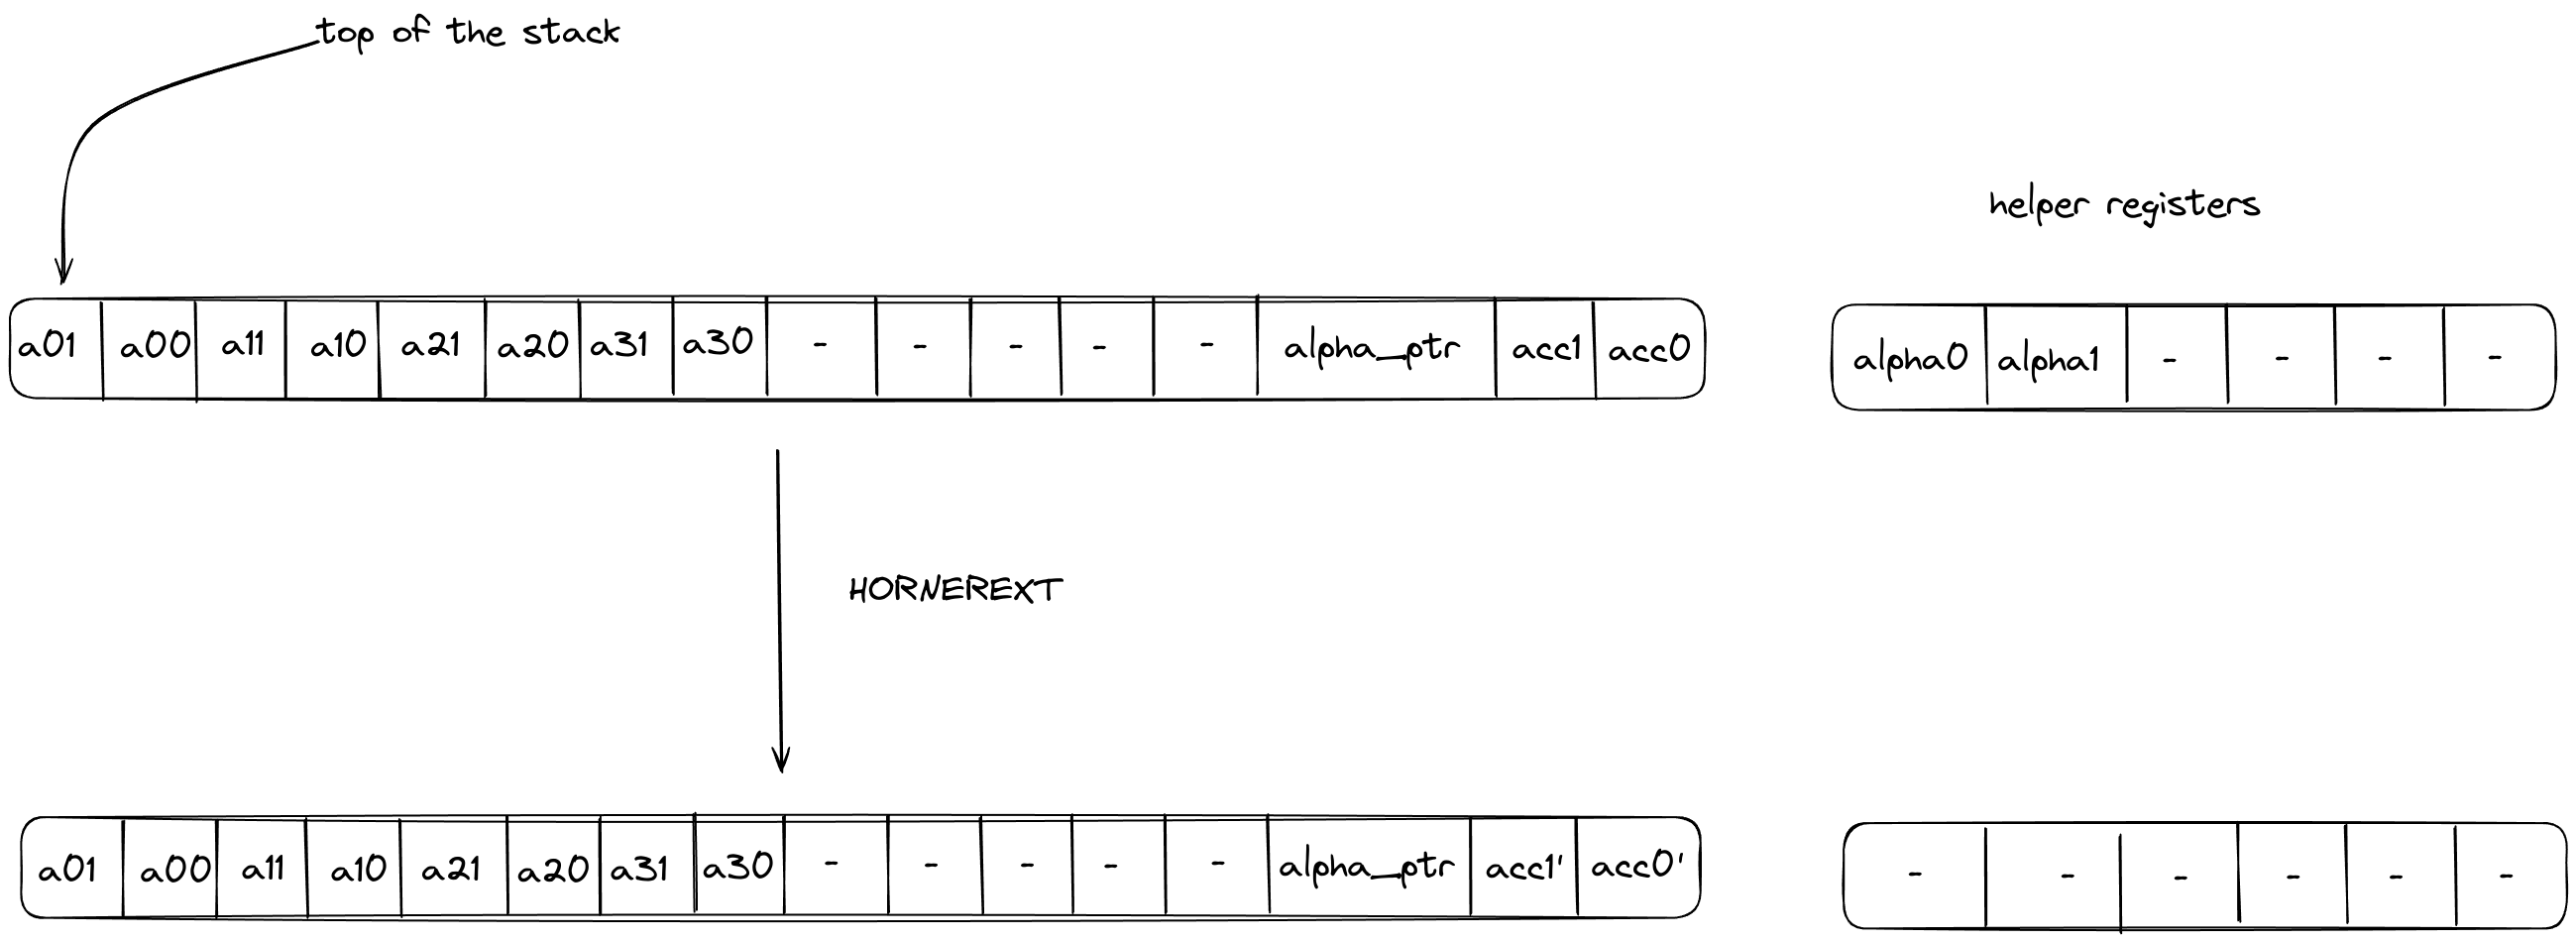 top of the stack
helper registers
a01 a00 a11 a10 a21 a20 a31 a30 - - - - - alpha_ptr acc1 acc0
alpha0 alpha1 - - - -
HORNEREXT
a01 a00 a11 a10 a21 a20 a31 a30 - - - - - alpha_ptr acc1' acc0'
- - - - - -